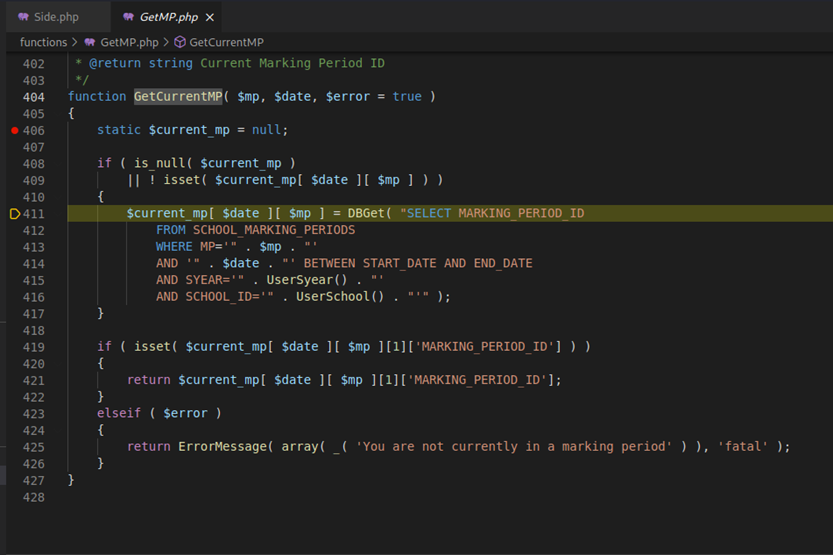 Side.php GetMP.php ×
functions > GetMP.php > GetCurrentMP
402 * @return string Current Marking Period ID
403 */
404 function GetCurrentMP( $mp, $date, $error = true )
405 {
406 static $current_mp = null;
407
408 if ( is_null( $current_mp )
409 || ! isset( $current_mp[ $date ][ $mp ] ) )
410 {
411 $current_mp[ $date ][ $mp ] = DBGet( "SELECT MARKING_PERIOD_ID
412 FROM SCHOOL_MARKING_PERIODS
413 WHERE MP='" . $mp . "'
414 AND '" . $date . "' BETWEEN START_DATE AND END_DATE
415 AND SYEAR='" . UserSyear() . "'
416 AND SCHOOL_ID='" . UserSchool() . "'" );
417 }
418
419 if ( isset( $current_mp[ $date ][ $mp ][1]['MARKING_PERIOD_ID'] ) )
420 {
421 return $current_mp[ $date ][ $mp ][1]['MARKING_PERIOD_ID'];
422 }
423 elseif ( $error )
424 {
425 return ErrorMessage( array( _( 'You are not currently in a marking period' ) ), 'fatal' );
426 }
427 }
428